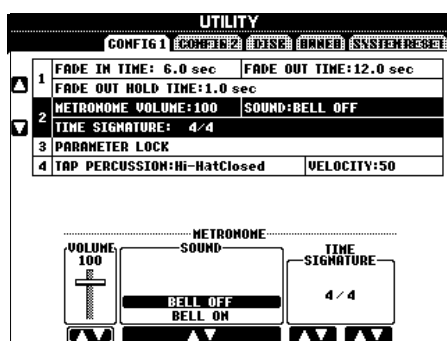 UTILITY
CONFIG 1 CONFIG 2 DISK OWNER SYSTEM RESET
1 FADE IN TIME: 6.0 sec FADE OUT TIME:12.0 sec
FADE OUT HOLD TIME:1.0 sec
2 METRONOME VOLUME:100 SOUND:BELL OFF
TIME SIGNATURE: 4/4
3 PARAMETER LOCK
4 TAP PERCUSSION:Hi-HatClosed VELOCITY:50
METRONOME
VOLUME SOUND TIME SIGNATURE
100
4/4
BELL OFF
BELL ON